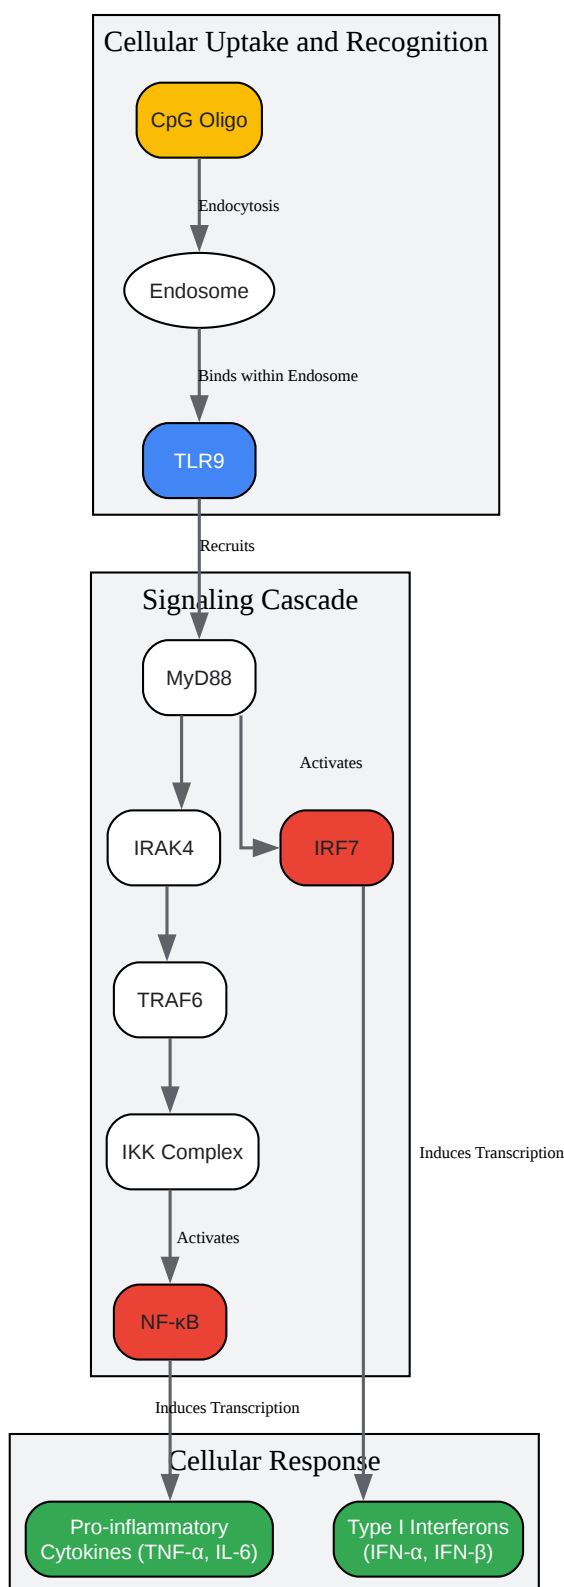 Cellular Uptake and Recognition
CpG Oligo
Endocytosis
Endosome
Binds within Endosome
TLR9
Recruits
Signaling Cascade
MyD88
Activates
IRAK4
IRF7
TRAF6
IKK Complex
Induces Transcription
Activates
NF-κB
Induces Transcription
Cellular Response
Pro-inflammatory
Cytokines (TNF-α, IL-6)
Type I Interferons
(IFN-α, IFN-β)